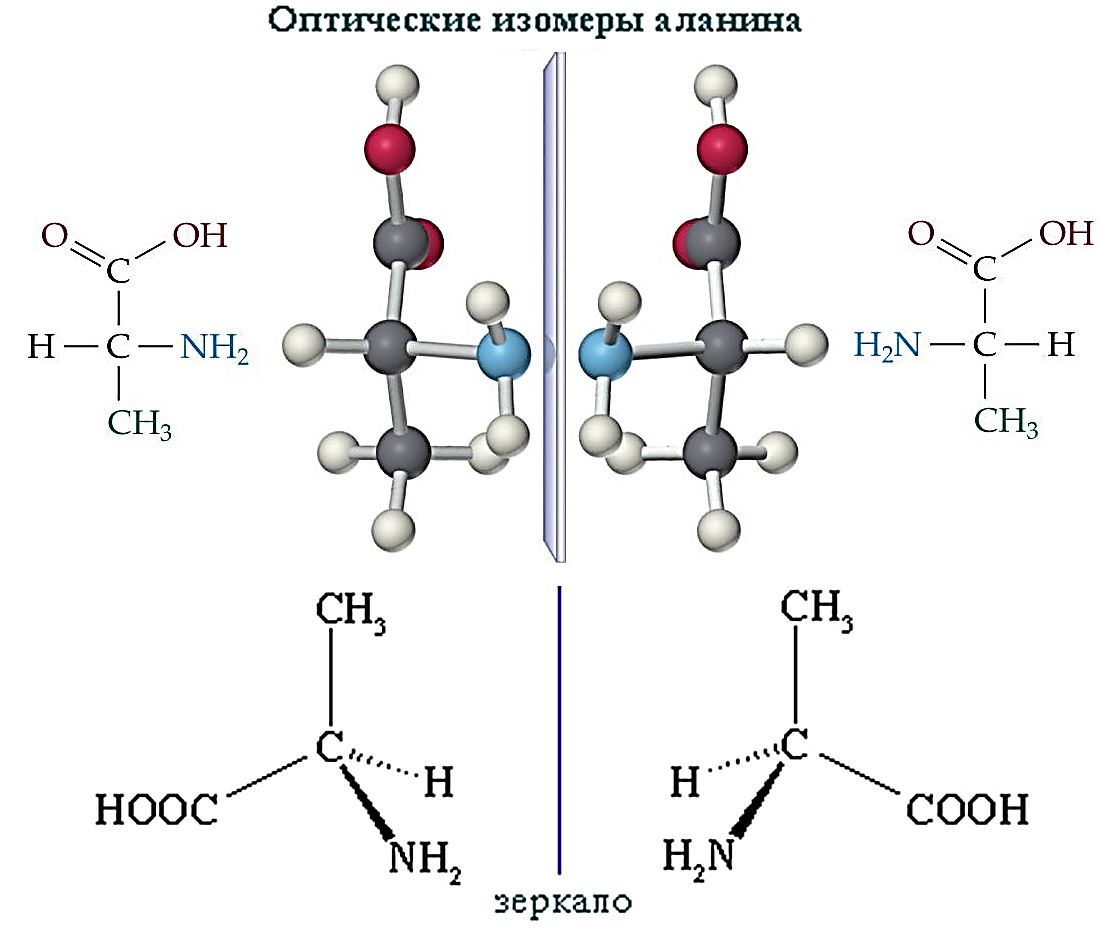 Оптические изомеры аланина
O OH O OH
C C
H C NH₂ H₂N C H
CH₃ CH₃
CH₃ CH₃
C C
H H
HOOC COOH
NH₂ H₂N
зеркало